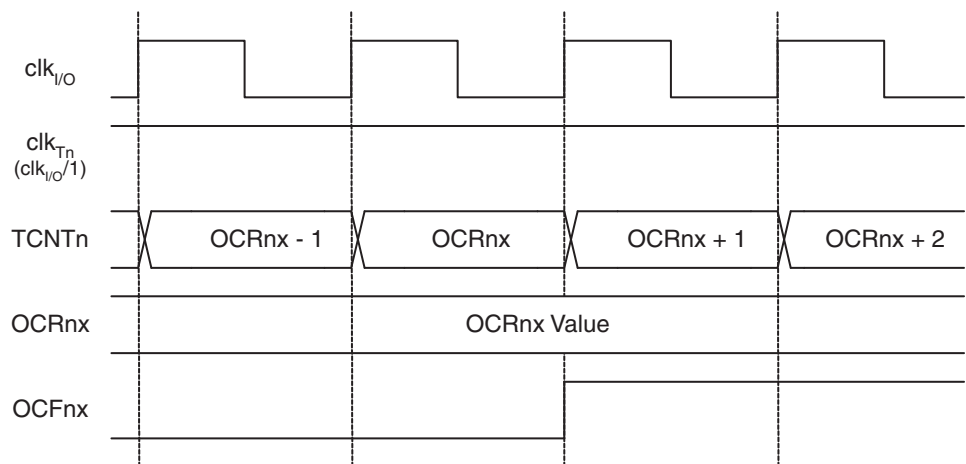 clkI/O
clkTn
(clkI/O/1)
TCNTn OCRnx - 1 OCRnx OCRnx + 1 OCRnx + 2
OCRnx OCRnx Value
OCFnx